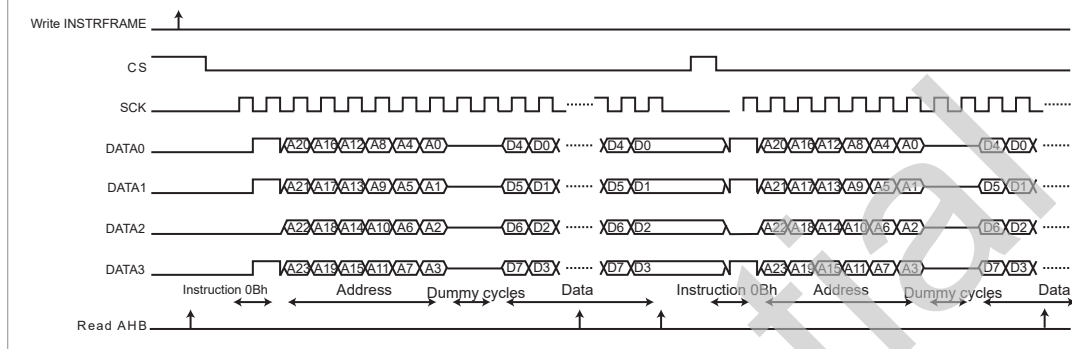 Write INSTRFRAME
CS
SCK
DATA0 A20 A16 A12 A8 A4 A0 D4 D0 D4 D0 A20 A16 A12 A8 A4 A0 D4 D0
DATA1 A21 A17 A13 A9 A5 A1 D5 D1 D5 D1 A21 A17 A13 A9 A5 A1 D5 D1
DATA2 A22 A18 A14 A10 A6 A2 D6 D2 D6 D2 A22 A18 A14 A10 A6 A2 D6 D2
DATA3 A23 A19 A15 A11 A7 A3 D7 D3 D7 D3 A23 A19 A15 A11 A7 A3 D7 D3
Instruction 0Bh Address Dummy cycles Data Instruction 0Bh Address Dummy cycles Data
Read AHB
tial